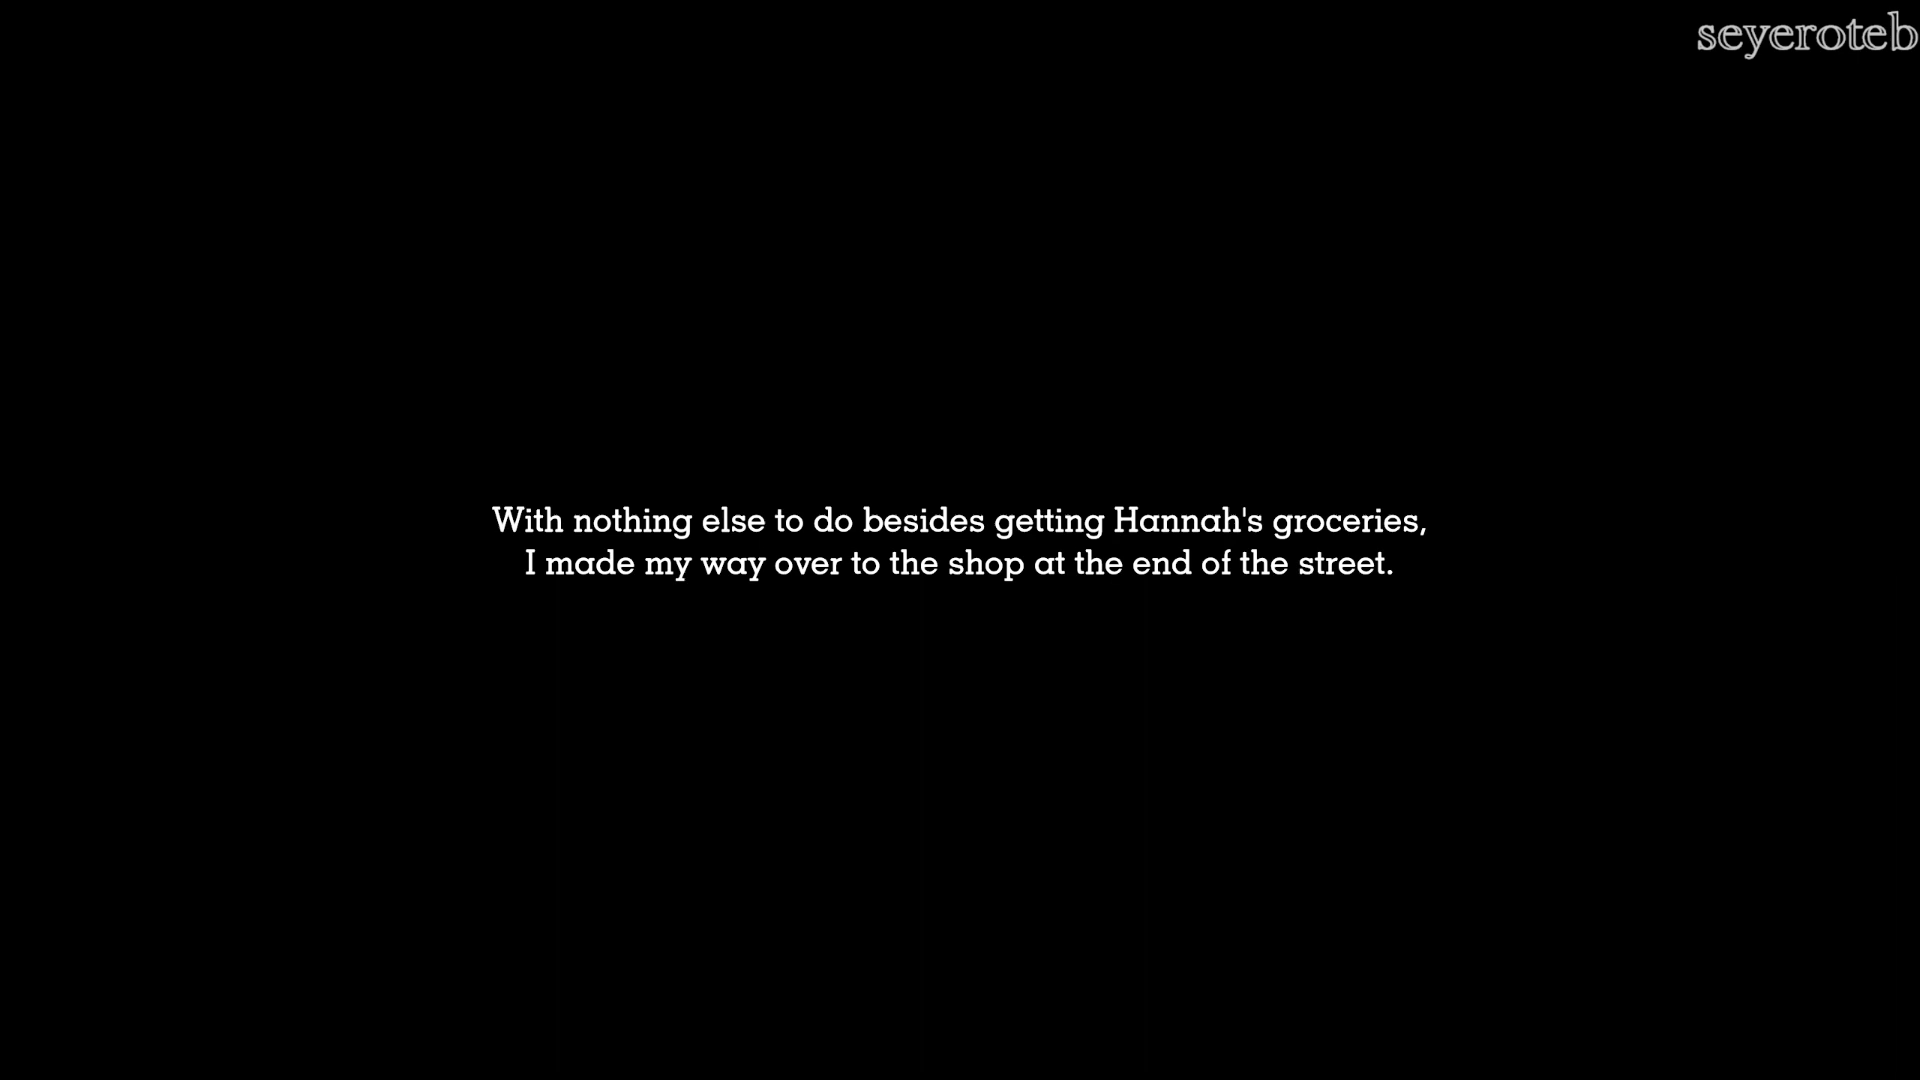 seyeroteb
With nothing else to do besides getting Hannah's groceries,
I made my way over to the shop at the end of the street.